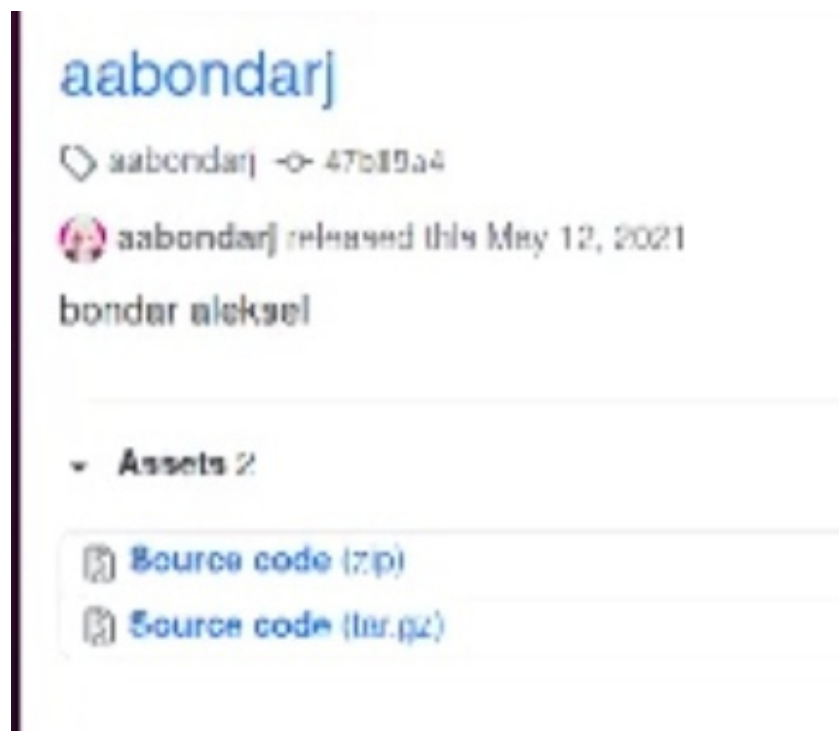 aabondarj
aabondarj
aabondarj released this May 12, 2021
bondar aleksei
Assets 2
Source code (zip)
Source code (tar.gz)